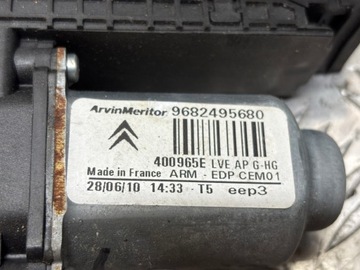 ArvinMeritor. 9682495680
400965E LVE AP G-HG
Made in France ARM - EDP CEM01
28/06/10 14:33 - T5 eep3